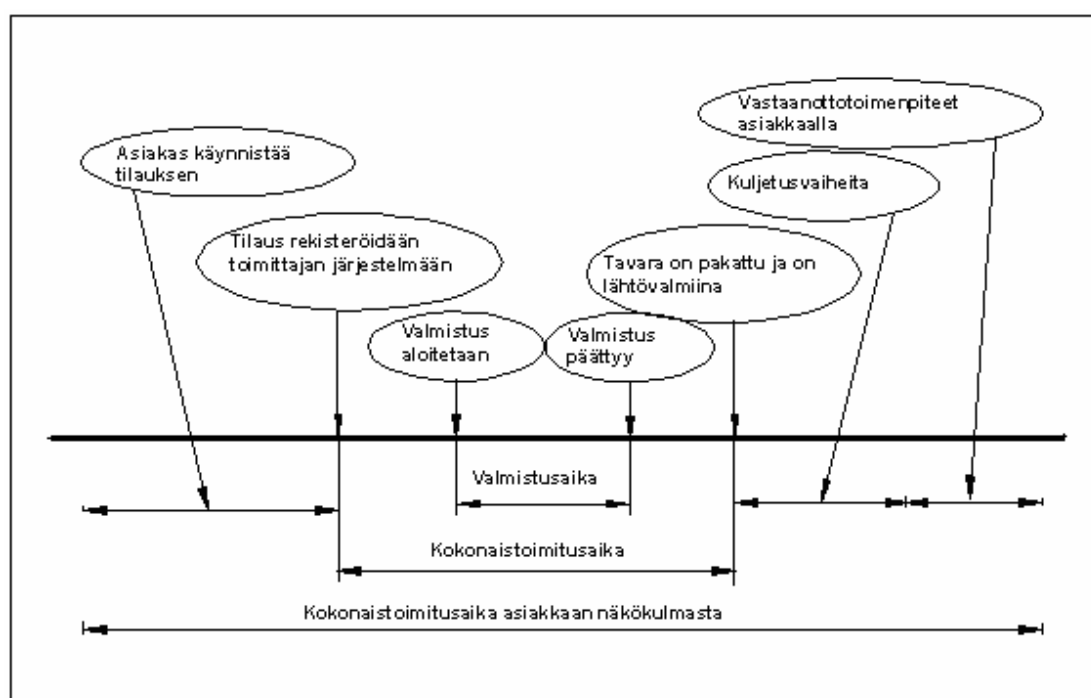 Vastaanottotoimenpiteet
asiakkaalla
Asiakas käynnistää
tilauksen
Kuljetusvaiheita
Tilaus rekisteröidään
toimittajan järjestelmään
Tavara on pakattu ja on
lähtövalmiina
Valmistus
aloitetaan
Valmistus
päättyy
Valmistusaika
Kokonaistoimitusaika
Kokonaistoimitusaika asiakkaan näkökulmasta